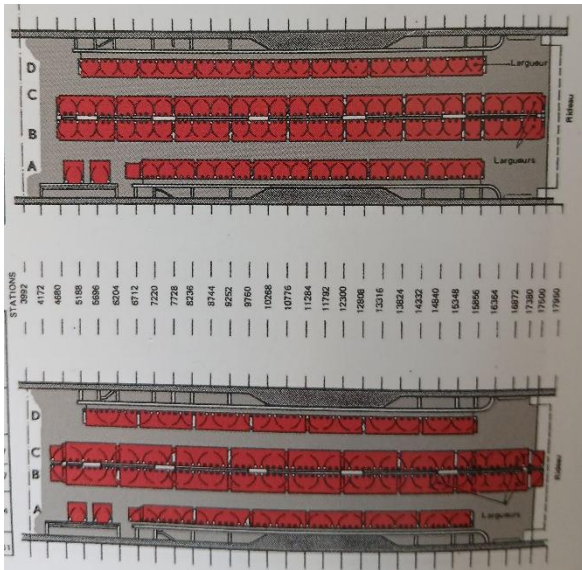 D
Largueur
C
B
Rideau
Largueurs
A
STATIONS
3992
4172
4680
5188
5696
6204
6712
7220
7728
8236
8744
9252
9760
10268
10776
11284
11792
12300
12808
13316
13824
14332
14840
15348
15856
16364
16872
17380
17500
17950
D
C
B
Rideau
A
Largueurs